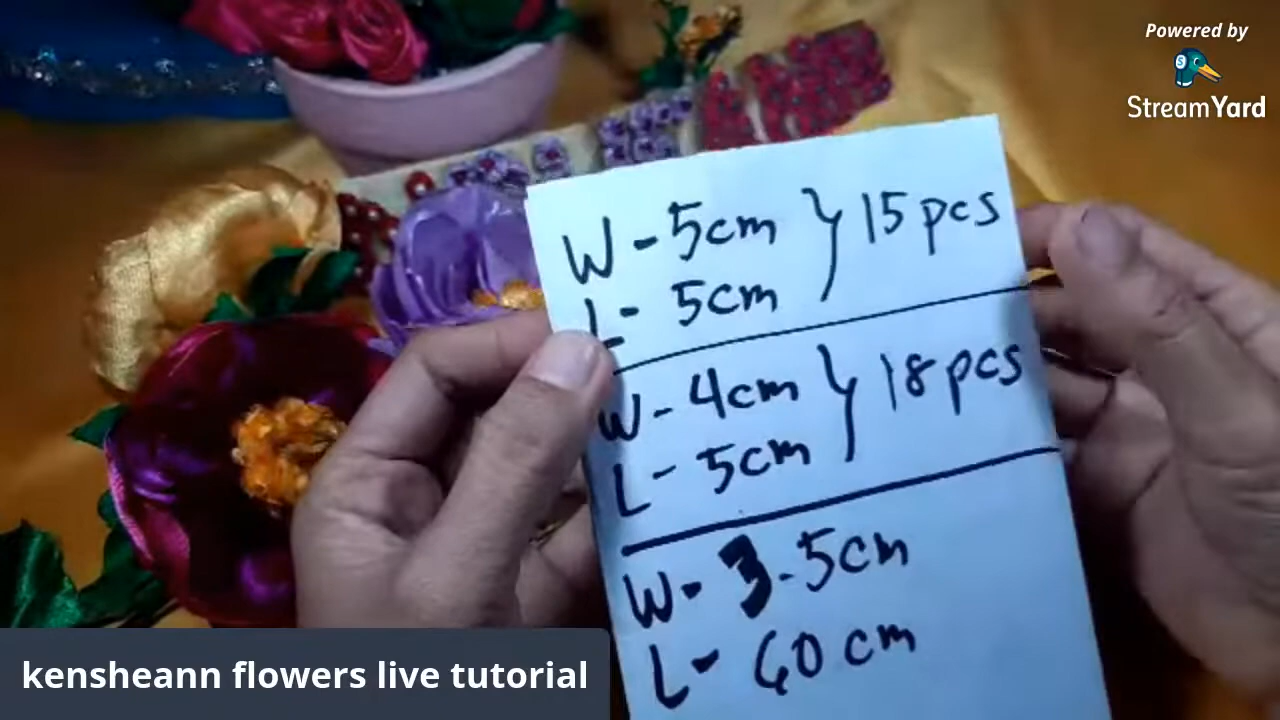 Powered by
StreamYard
W - 5cm } 15 pcs
L - 5cm
W - 4cm } 18 pcs
L - 5cm
W - 3.5cm
L - 60 cm
kensheann flowers live tutorial